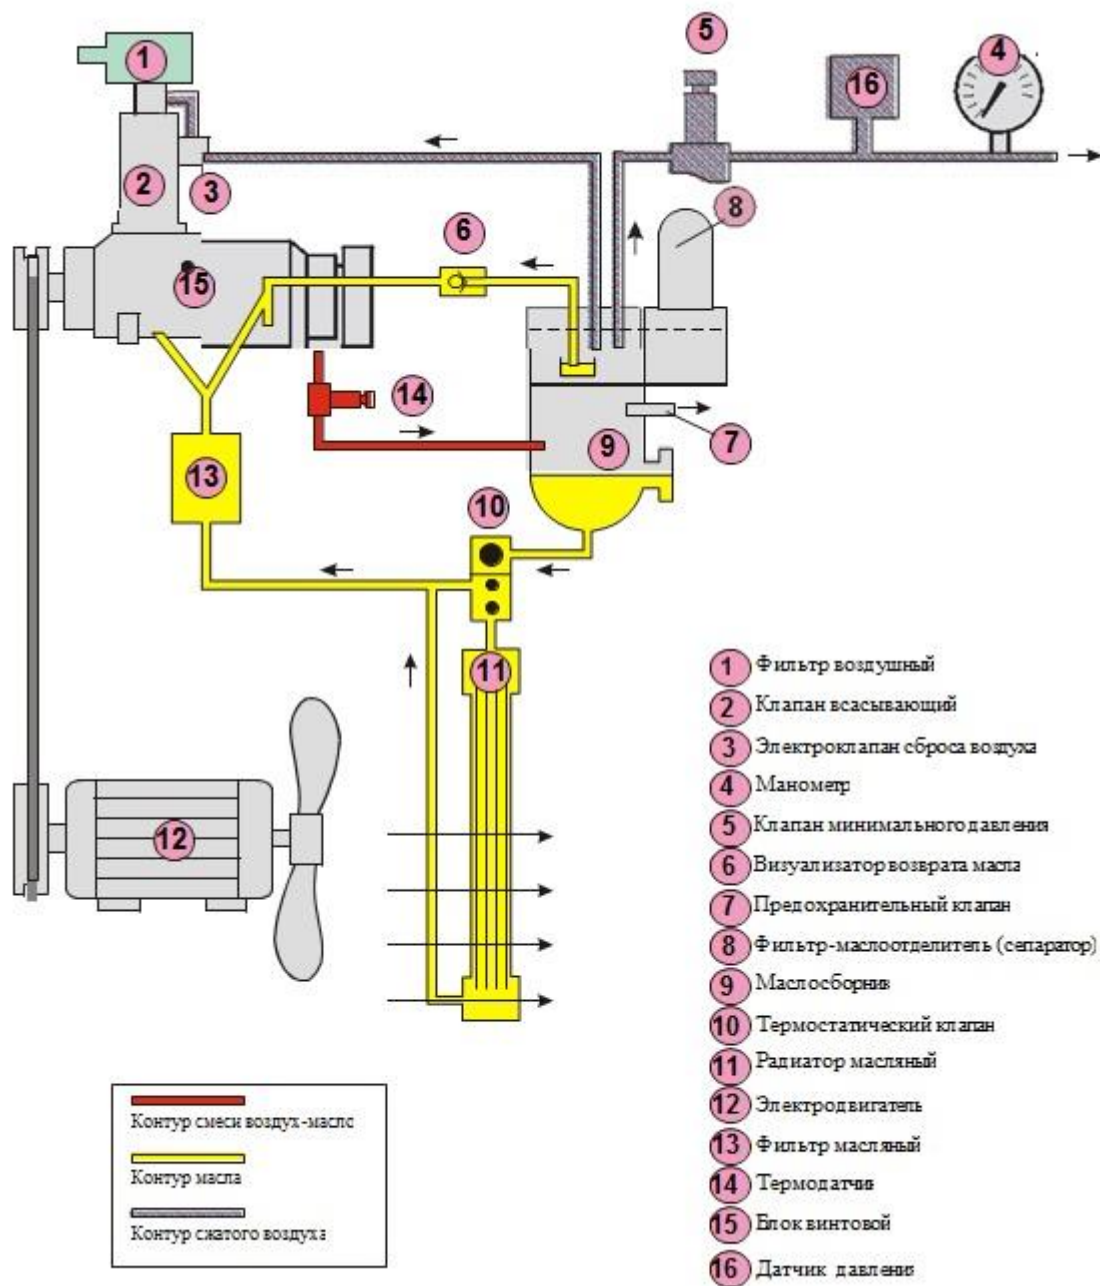 1
5
16
4
2
3
8
6
15
14
7
9
13
10
11
12
1 Фильтр воздушный
2 Клапан всасывающий
3 Электроклапан сброса воздуха
4 Манометр
5 Клапан минимального давления
6 Визуализатор возврата масла
7 Предохранительный клапан
8 Фильтр-маслоотделитель (сепаратор)
9 Маслосборник
10 Термостатический клапан
11 Радиатор масляный
12 Электродвигатель
13 Фильтр масляный
14 Термодатчик
15 Блок винтовой
16 Датчик давления
Контур смеси воздух-масло
Контур масла
Контур сжатого воздуха